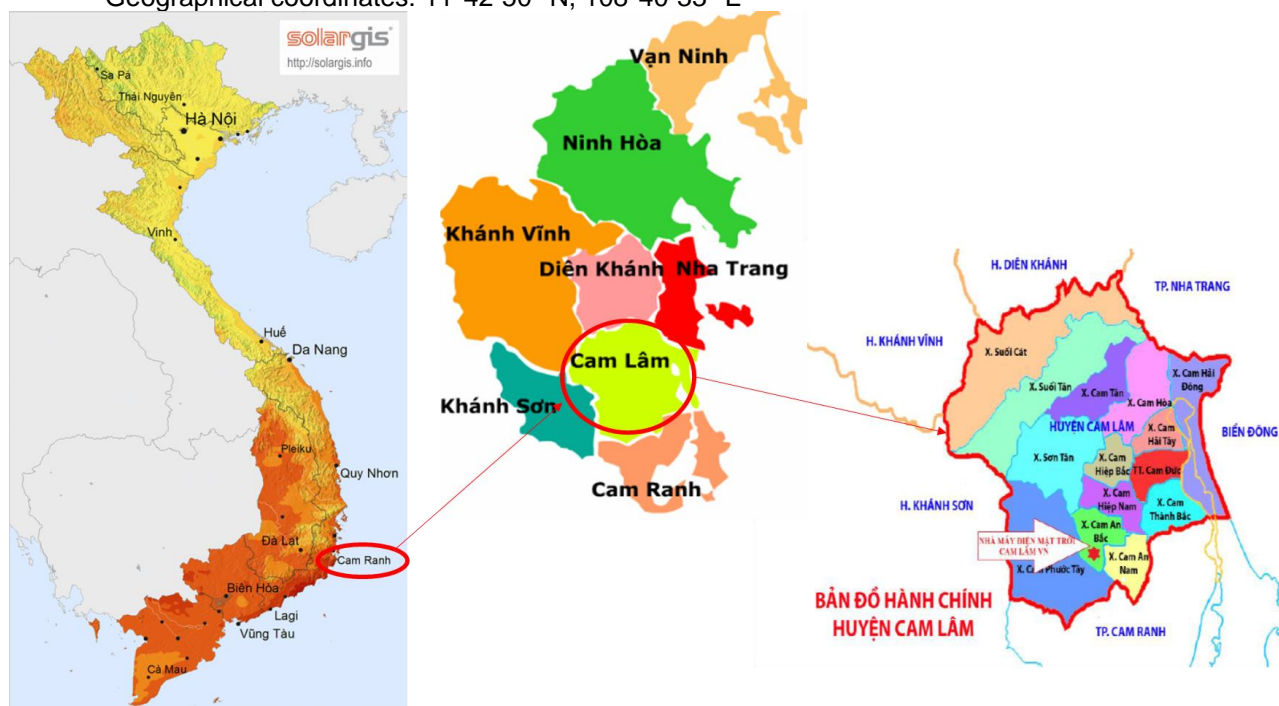 Geographical coordinates:
solargis
http://solargis.info
Sa Pá
Thái Nguyên
Hà Nội
Vinh
Huế
Da Nang
Pleiku
Quy Nhơn
Đà Lạt
Cam Ranh
Biên Hòa
Lagi
Vũng Tàu
Cà Mau
Vạn Ninh
Ninh Hòa
Khánh Vĩnh
Diên Khánh
Nha Trang
Cam Lâm
Khánh Sơn
Cam Ranh
H. DIÊN KHÁNH
TP. NHA TRANG
H. KHÁNH VĨNH
X. Suối Cát
X. Suối Tân
X. Cam Tân
X. Cam Hòa
X. Cam Hải
Đông
HUYỆN CAM LÂM
X. Cam
Hải Tây
BIỂN ĐÔNG
X. Sơn Tân
X. Cam
Hiệp Bắc
TT. Cam Đức
H. KHÁNH SƠN
X. Cam
Hiệp Nam
X. Cam
Thành Bắc
X. Cam An
Bắc
NHÀ MÁY ĐIỆN MẶT TRỜI
CAM LÂM VN
X. Cam An
Nam
X. Cam Phước Tây
BẢN ĐỒ HÀNH CHÍNH
HUYỆN CAM LÂM
TP. CAM RANH